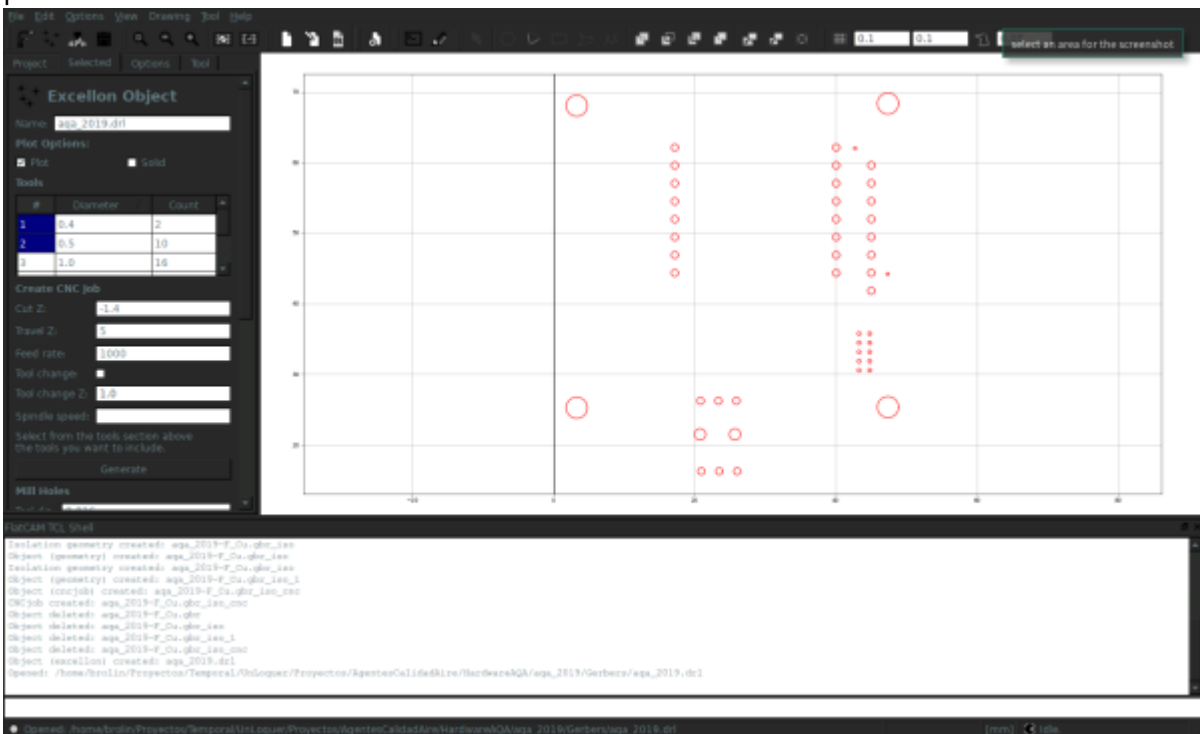 File Edit Options View Drawing Tool Help
0.1 0.1
select an area for the screenshot
Project Selected Options Tool
Excellon Object
Name: aqa_2019.drl
Plot Options:
Plot Solid
Tools
# Diameter Count
1 0.4 2
2 0.5 10
3 1.0 16
Create CNC Job
Cut Z: -1.4
Travel Z: 5
Feed rate: 1000
Tool change:
Tool change Z: 1.0
Spindle speed:
Select from the tools section above
the tools you want to include.
Generate
Mill Holes
FlatCAM TCL Shell
Isolation geometry created: aqa_2019-F_Cu.gbr_iso
Object (geometry) created: aqa_2019-F_Cu.gbr_iso
Isolation geometry created: aqa_2019-F_Cu.gbr_iso
Object (geometry) created: aqa_2019-F_Cu.gbr_iso_1
Object (cncjob) created: aqa_2019-F_Cu.gbr_iso_cnc
CNCjob created: aqa_2019-F_Cu.gbr_iso_cnc
Object deleted: aqa_2019-F_Cu.gbr
Object deleted: aqa_2019-F_Cu.gbr_iso
Object deleted: aqa_2019-F_Cu.gbr_iso_1
Object deleted: aqa_2019-F_Cu.gbr_iso_cnc
Object (excellon) created: aqa_2019.drl
Opened: /home/brolin/Proyectos/Temporal/UnLoquer/Proyectos/AgentesCalidadAire/HardwareAQA/aqa_2019/Gerbers/aqa_2019.drl
Opened: /home/brolin/Proyectos/Temporal/UnLoquer/Proyectos/AgentesCalidadAire/HardwareAQA/aqa_2019/Gerbers/aqa_2019.drl [mm] Idle.